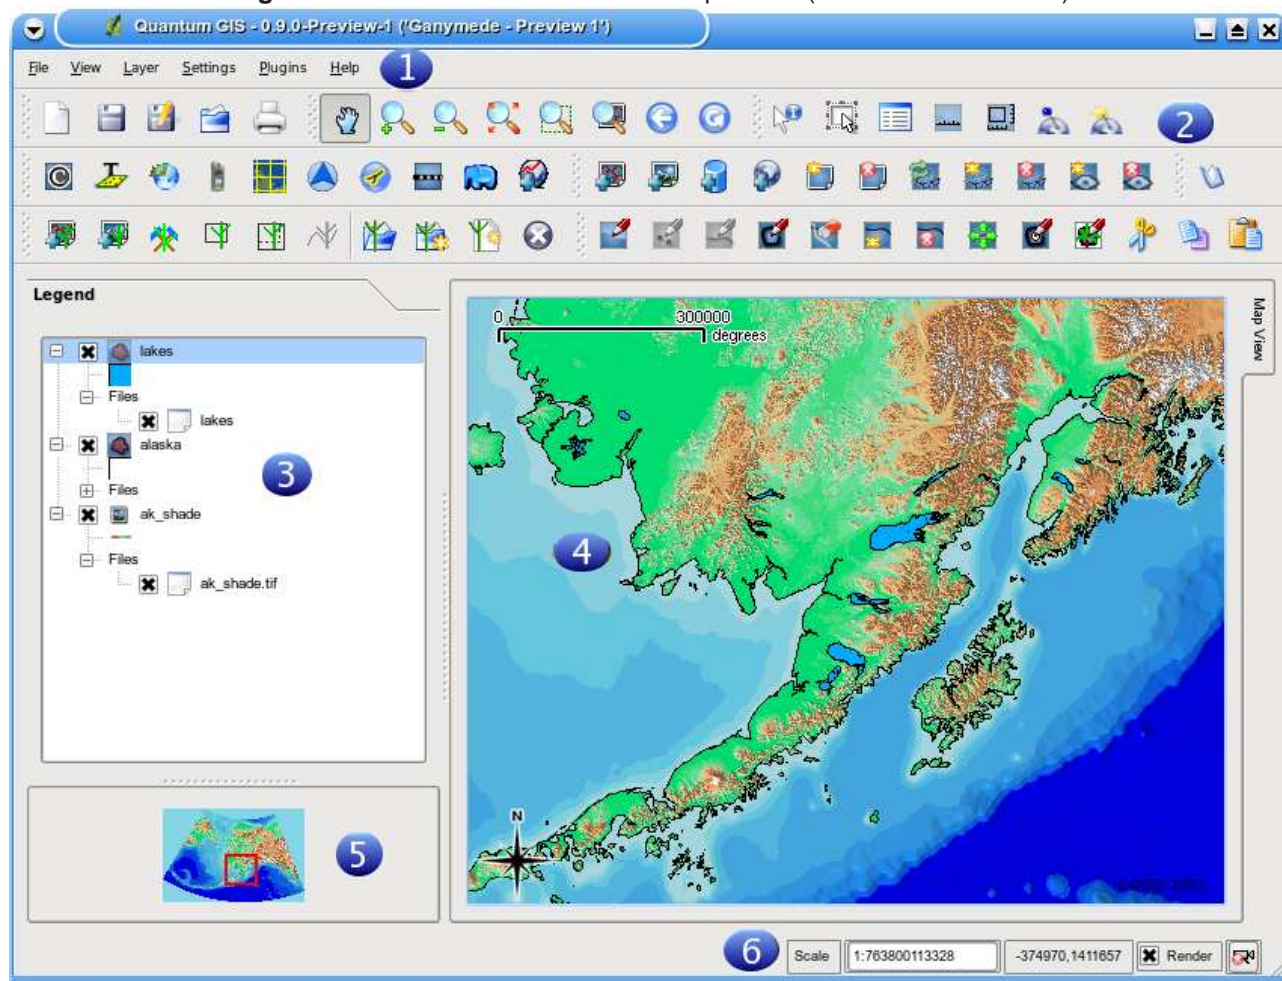 Quantum GIS - 0.9.0-Preview-1 ('Ganymede - Preview 1')
File View Layer Settings Plugins Help
1
2
Legend
lakes
Files
lakes
alaska
Files
ak_shade
Files
ak_shade.tif
3
0 300000
degrees
4
Map View
N
5
6
Scale 1:763800113328 -374970,1411657 Render